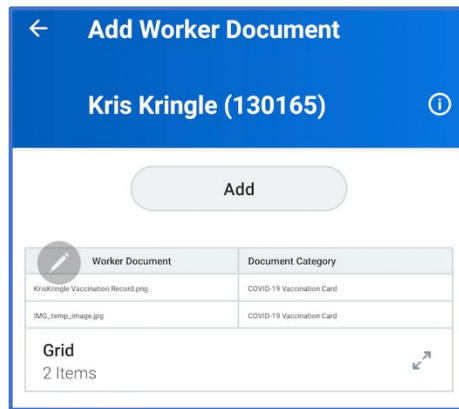 Add Worker Document
Kris Kringle (130165)
Add
Worker Document Document Category
KrisKringle Vaccination Record.png COVID-19 Vaccination Card
IMG_temp_image.jpg COVID-19 Vaccination Card
Grid
2 Items